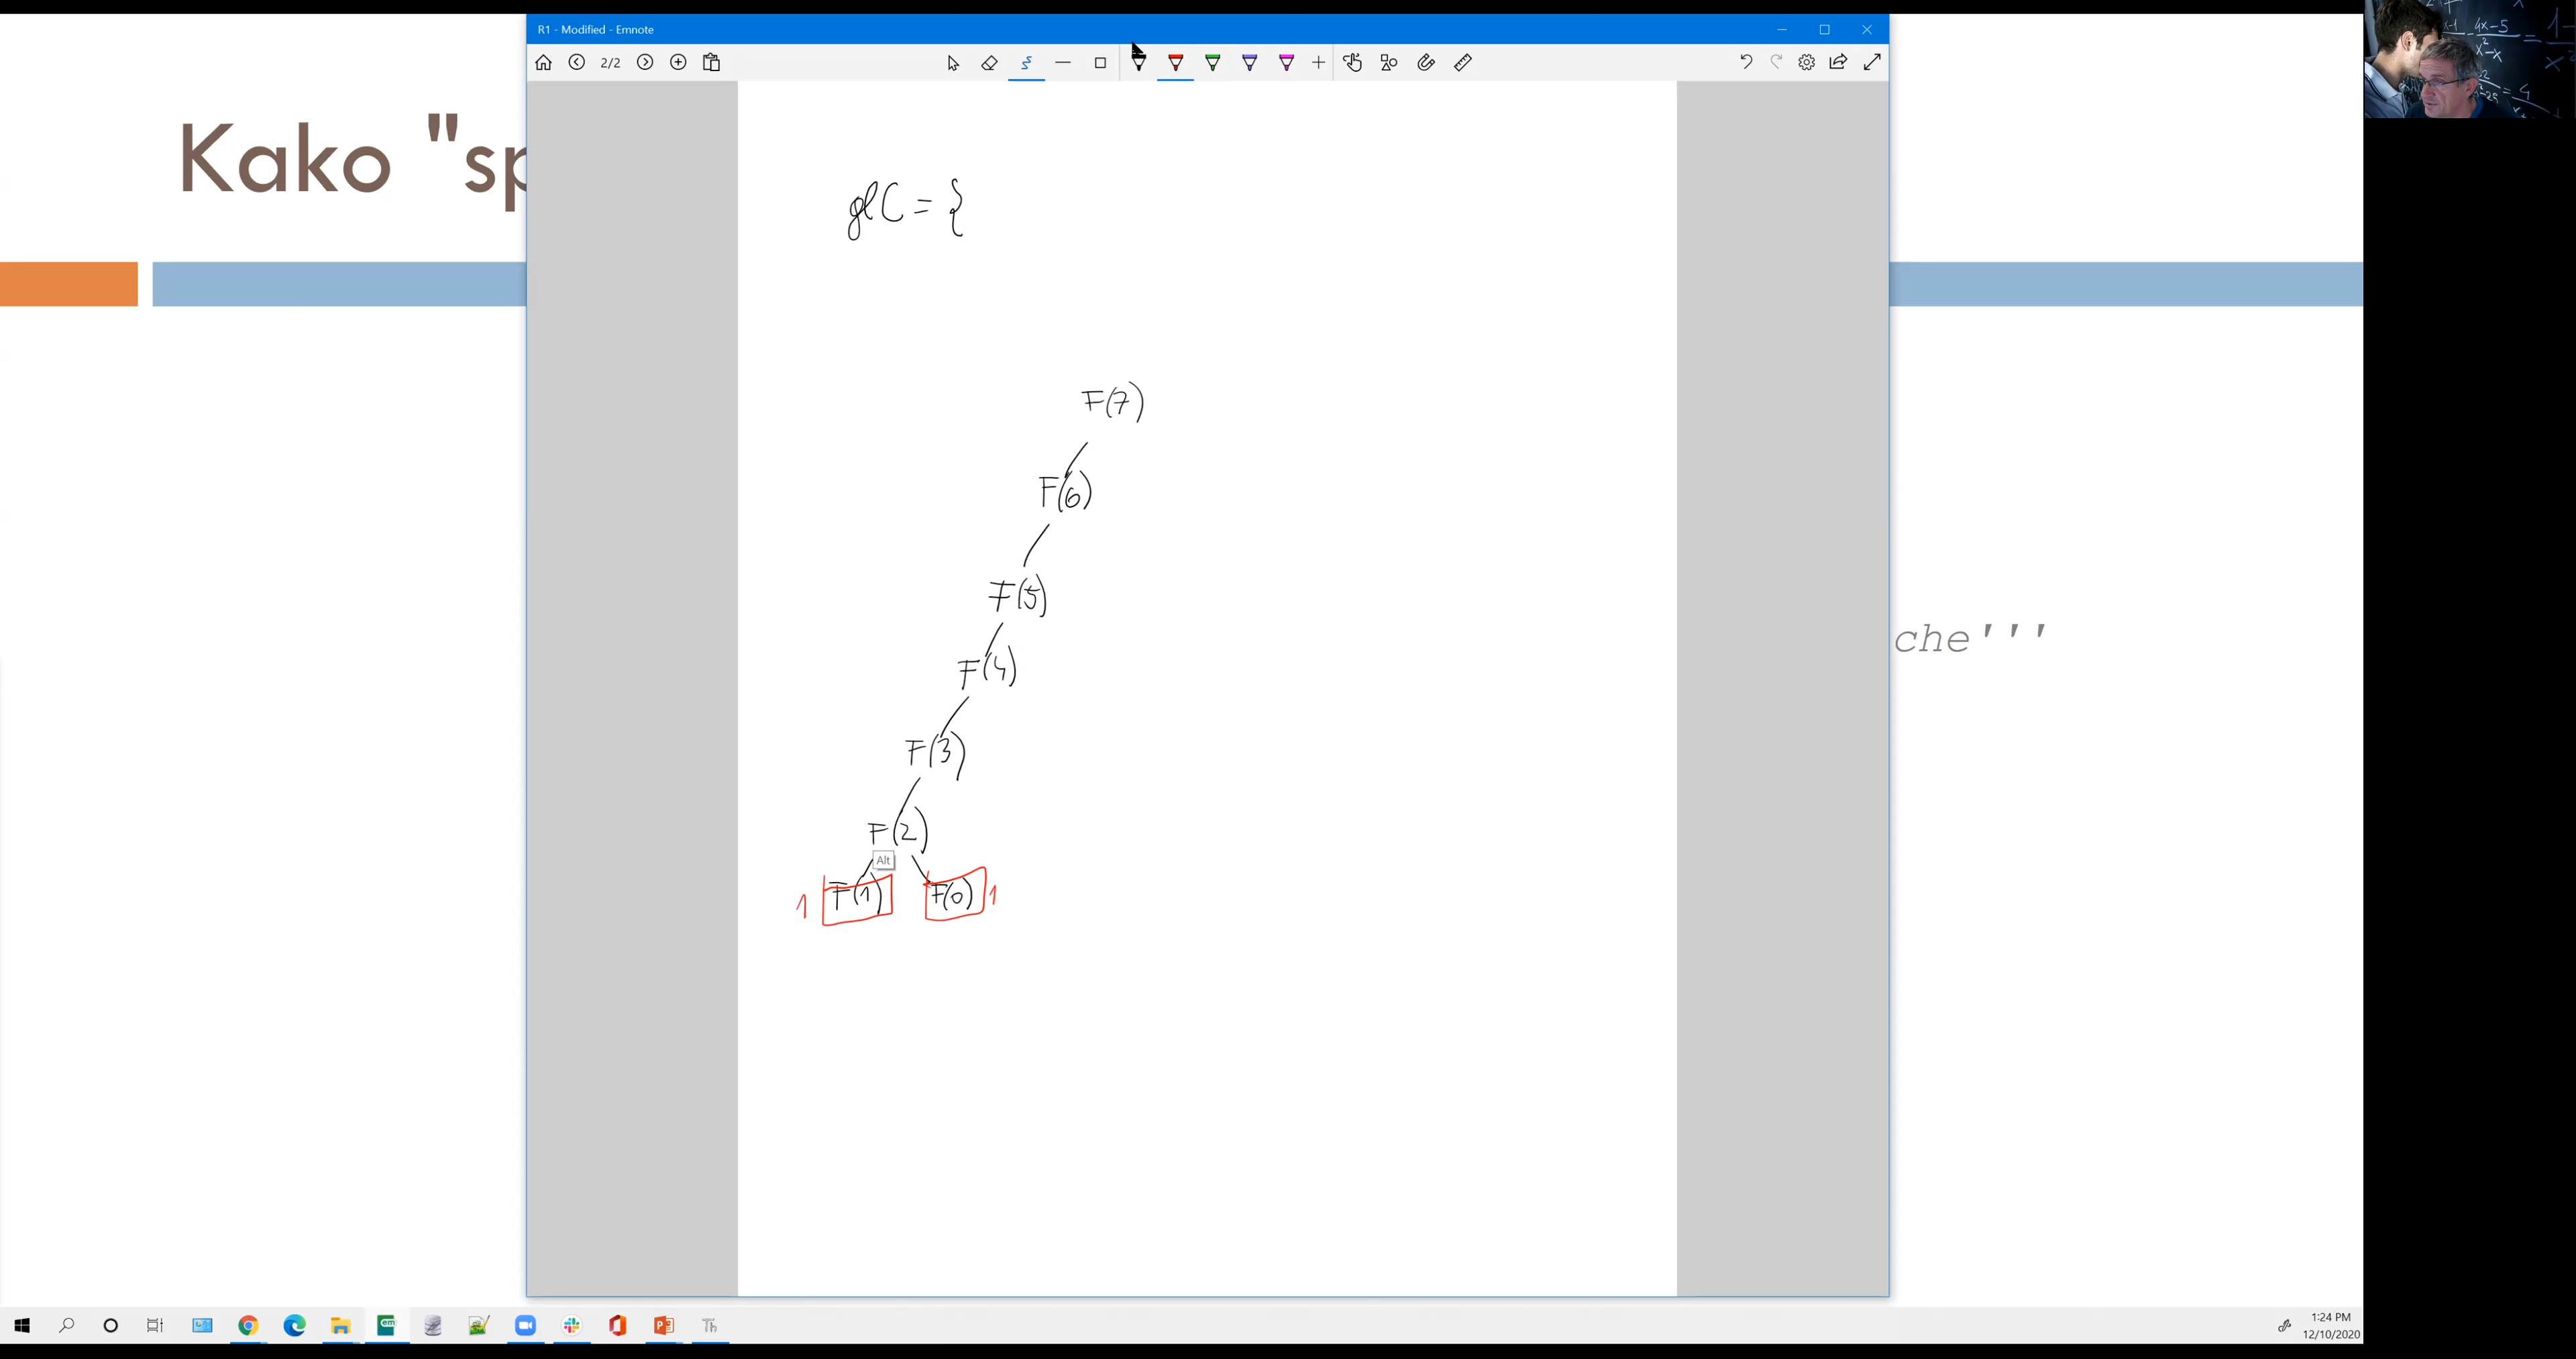 R1 - Modified - Emnote
2/2
Kako "sp
glC = {
F(7)
F(6)
F(5)
che'''
F(4)
F(3)
F(2)
Alt
1 F(1) F(0) 1
1:24 PM
12/10/2020